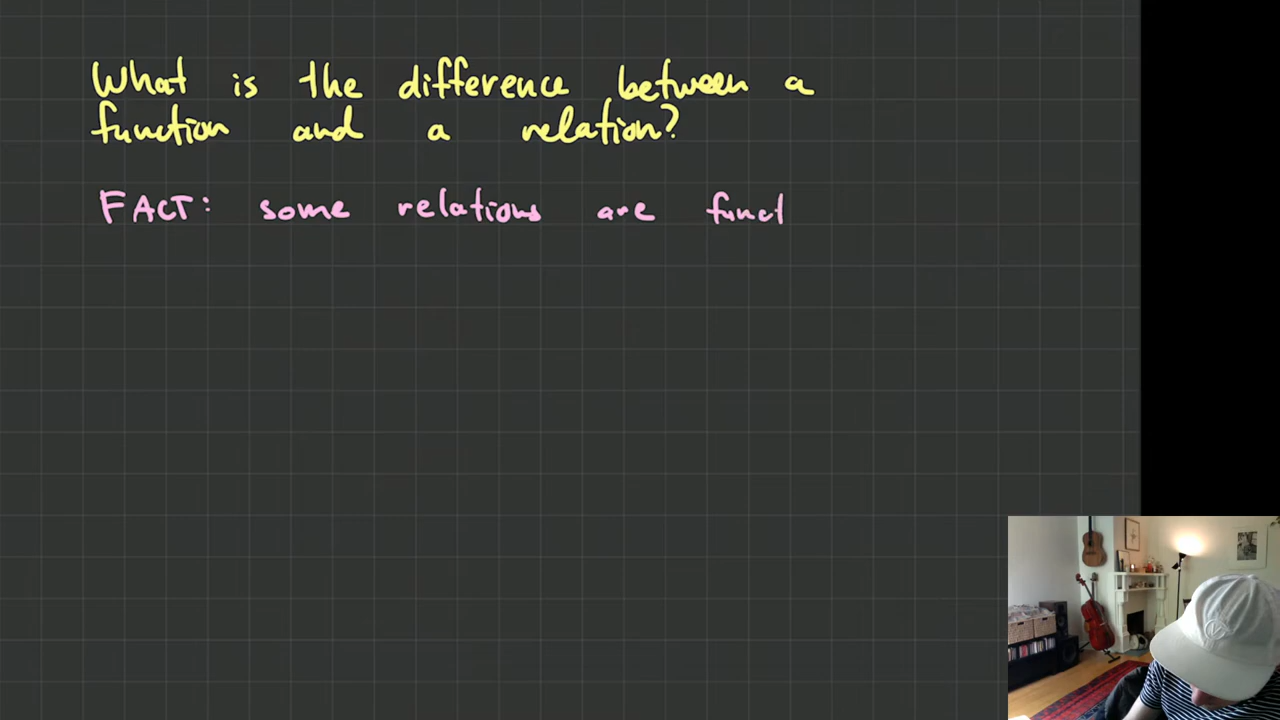 What is the difference between a
function and a relation?
FACT: some relations are funct